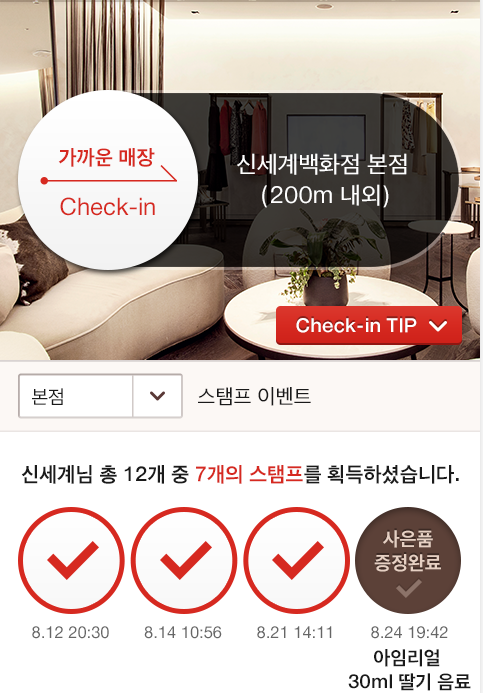 가까운 매장
Check-in
신세계백화점 본점
(200m 내외)
Check-in TIP
본점
스탬프 이벤트
신세계님 총 12개 중 7개의 스탬프를 획득하셨습니다.
사은품
증정완료
8.12 20:30
8.14 10:56
8.21 14:11
8.24 19:42
아임리얼
30ml 딸기 음료